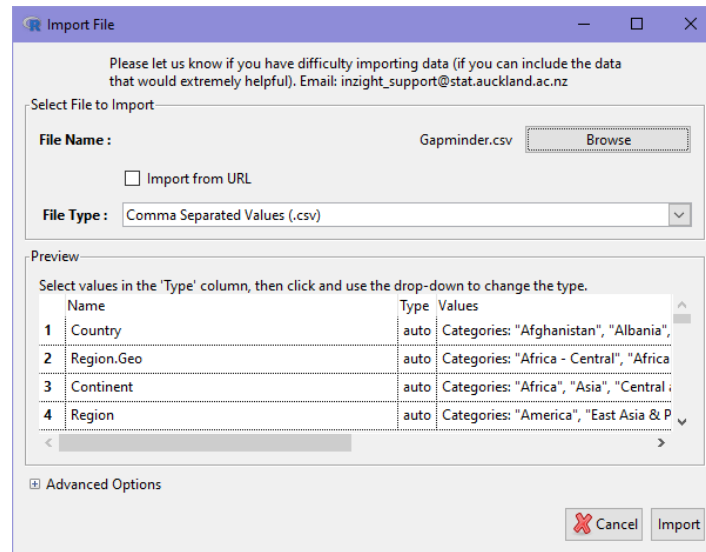 Import File
Please let us know if you have difficulty importing data (if you can include the data
that would extremely helpful). Email: inzight_support@stat.auckland.ac.nz
Select File to Import
File Name : Gapminder.csv Browse
Import from URL
File Type : Comma Separated Values (.csv)
Preview
Select values in the 'Type' column, then click and use the drop-down to change the type.
Name Type Values
1 Country auto Categories: "Afghanistan", "Albania",
2 Region.Geo auto Categories: "Africa - Central", "Africa
3 Continent auto Categories: "Africa", "Asia", "Central
4 Region auto Categories: "America", "East Asia & P
Advanced Options
Cancel Import